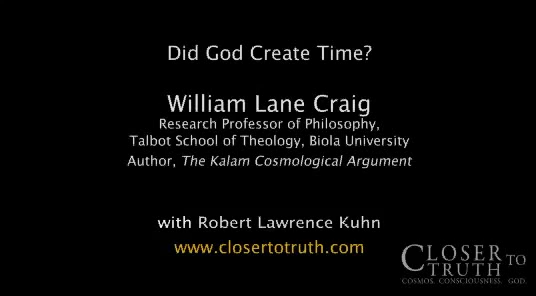 Did God Create Time?
William Lane Craig
Research Professor of Philosophy,
Talbot School of Theology, Biola University
Author, The Kalam Cosmological Argument
with Robert Lawrence Kuhn
www.closertotruth.com
CLOSER TO
TRUTH
COSMOS. CONSCIOUSNESS. GOD.